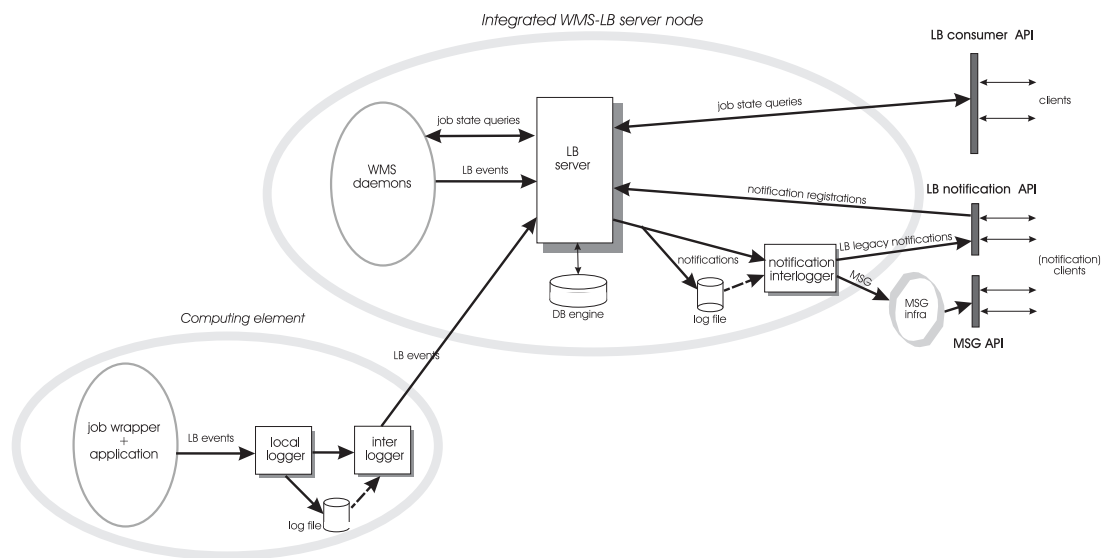 Integrated WMS-LB server node
LB consumer API
job state queries
clients
job state queries
LB
server
WMS
daemons
LB events
notification registrations
LB notification API
LB legacy notifications
notifications
notification
interlogger
(notification)
clients
MSG
MSG
infra
DB engine
log file
MSG API
Computing element
LB events
job wrapper
+
application
LB events
local
logger
inter
logger
log file